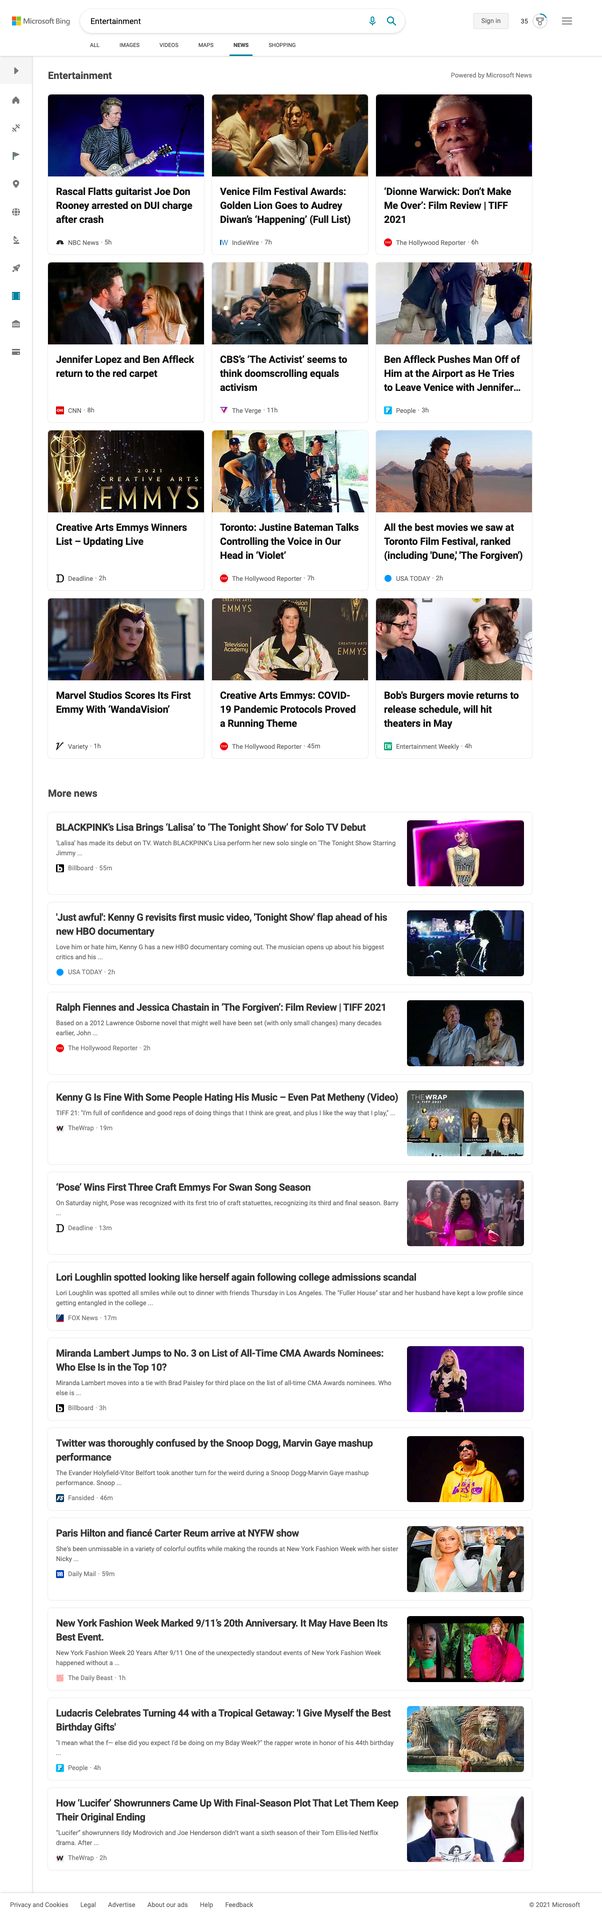 Microsoft Bing
Entertainment
Sign in
35
ALL IMAGES VIDEOS MAPS NEWS SHOPPING
Entertainment
Powered by Microsoft News
Rascal Flatts guitarist Joe Don
Rooney arrested on DUI charge
after crash
NBC News · 5h
Venice Film Festival Awards:
Golden Lion Goes to Audrey
Diwan's 'Happening' (Full List)
IndieWire · 7h
'Dionne Warwick: Don't Make
Me Over': Film Review | TIFF
2021
The Hollywood Reporter · 6h
Jennifer Lopez and Ben Affleck
return to the red carpet
CNN · 8h
CBS's 'The Activist' seems to
think doomscrolling equals
activism
The Verge · 11h
Ben Affleck Pushes Man Off of
Him at the Airport as He Tries
to Leave Venice with Jennifer...
People · 3h
2021
CREATIVE ARTS
EMMYS
Creative Arts Emmys Winners
List – Updating Live
Deadline · 2h
Toronto: Justine Bateman Talks
Controlling the Voice in Our
Head in 'Violet'
The Hollywood Reporter · 7h
All the best movies we saw at
Toronto Film Festival, ranked
(including 'Dune,' 'The Forgiven')
USA TODAY · 2h
Marvel Studios Scores Its First
Emmy With 'WandaVision'
Variety · 1h
EMMYS
Television
Academy
CREATIVE ARTS
EMMYS
Creative Arts Emmys: COVID-
19 Pandemic Protocols Proved
a Running Theme
The Hollywood Reporter · 45m
Bob's Burgers movie returns to
release schedule, will hit
theaters in May
Entertainment Weekly · 4h
More news
BLACKPINK's Lisa Brings 'Lalisa' to 'The Tonight Show' for Solo TV Debut
'Lalisa' has made its debut on TV. Watch BLACKPINK's Lisa perform her new solo single on 'The Tonight Show Starring
Jimmy ...
Billboard · 55m
'Just awful': Kenny G revisits first music video, 'Tonight Show' flap ahead of his
new HBO documentary
Love him or hate him, Kenny G has a new HBO documentary coming out. The musician opens up about his biggest
critics and his ...
USA TODAY · 2h
Ralph Fiennes and Jessica Chastain in 'The Forgiven': Film Review | TIFF 2021
Based on a 2012 Lawrence Osborne novel that might well have been set (with only small changes) many decades
earlier, John ...
The Hollywood Reporter · 2h
Kenny G Is Fine With Some People Hating His Music – Even Pat Metheny (Video)
TIFF 21: "I'm full of confidence and good reps of doing things that I think are great, and plus I like the way that I play," ...
TheWrap · 19m
THEWRAP
'Pose' Wins First Three Craft Emmys For Swan Song Season
On Saturday night, Pose was recognized with its first trio of craft statuettes, recognizing its third and final season. Barry
...
Deadline · 13m
Lori Loughlin spotted looking like herself again following college admissions scandal
Lori Loughlin was spotted all smiles while out to dinner with friends Thursday in Los Angeles. The "Fuller House" star and her husband have kept a low profile since
getting entangled in the college ...
FOX News · 17m
Miranda Lambert Jumps to No. 3 on List of All-Time CMA Awards Nominees:
Who Else Is in the Top 10?
Miranda Lambert moves into a tie with Brad Paisley for third place on the list of all-time CMA Awards nominees. Who
else is ...
Billboard · 3h
Twitter was thoroughly confused by the Snoop Dogg, Marvin Gaye mashup
performance
The Evander Holyfield-Vitor Belfort took another turn for the weird during a Snoop Dogg-Marvin Gaye mashup
performance. Snoop ...
Fansided · 46m
Paris Hilton and fiancé Carter Reum arrive at NYFW show
She's been unmissable in a variety of colorful outfits while making the rounds at New York Fashion Week with her sister
Nicky ...
Daily Mail · 59m
New York Fashion Week Marked 9/11's 20th Anniversary. It May Have Been Its
Best Event.
New York Fashion Week 20 Years After 9/11 One of the unexpectedly standout events of New York Fashion Week
happened without a ...
The Daily Beast · 1h
Ludacris Celebrates Turning 44 with a Tropical Getaway: 'I Give Myself the Best
Birthday Gifts'
"I mean what the f— else did you expect I'd be doing on my Bday Week?" the rapper wrote in honor of his 44th birthday
...
People · 4h
How 'Lucifer' Showrunners Came Up With Final-Season Plot That Let Them Keep
Their Original Ending
"Lucifer" showrunners Ildy Modrovich and Joe Henderson didn't want a sixth season of their Tom Ellis-led Netflix
drama. After ...
TheWrap · 2h
Privacy and Cookies Legal Advertise About our ads Help Feedback
© 2021 Microsoft